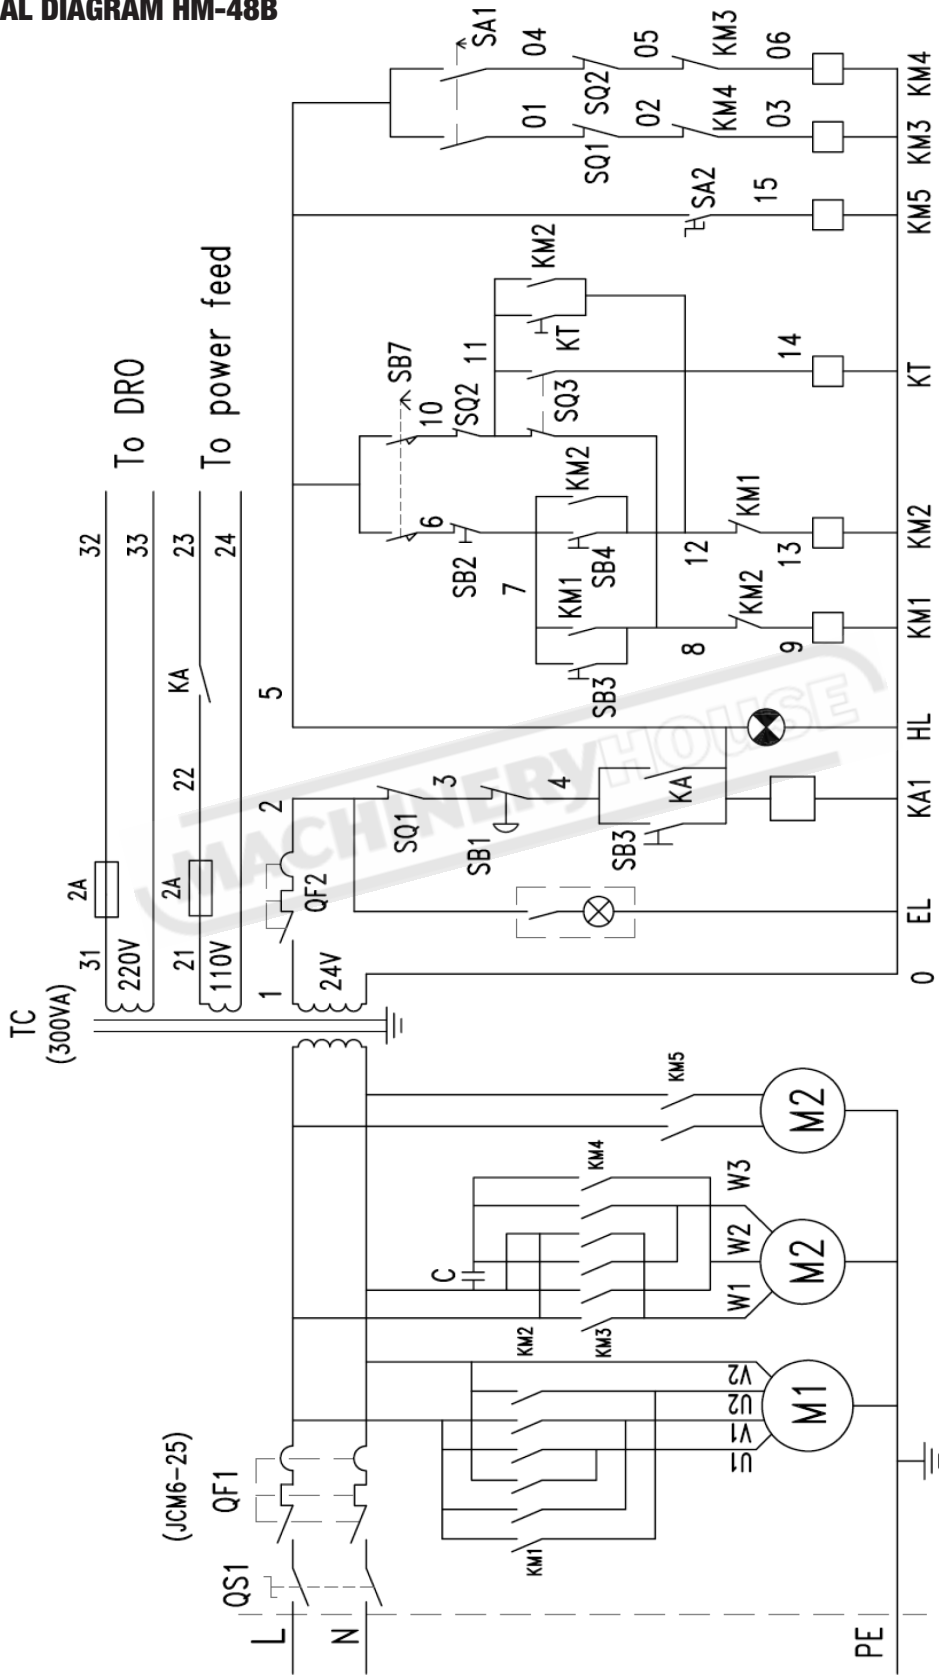 AL DIAGRAM HM-48B
L
N
PE
QS1
QF1
(JCM6-25)
KM1
U1
V1
U2
V2
M1
KM2
KM3
C
KM4
W1
W2
W3
M2
KM5
M2
TC
(300VA)
31
220V
2A
32
33
To DRO
21
110V
2A
22
KA
23
24
To power feed
1
24V
QF2
2
5
0
EL
SQ1
3
SB1
4
SB3
KA
KA1
HL
SB7
6
SB2
7
SB3
KM1
SB4
KM2
8
KM2
9
KM1
12
KM1
13
KM2
10
SQ2
11
SQ3
KT
KM2
14
KT
SA2
15
KM5
SA1
01
SQ1
02
KM4
03
KM3
04
SQ2
05
KM3
06
KM4
MACHINERYHOUSE